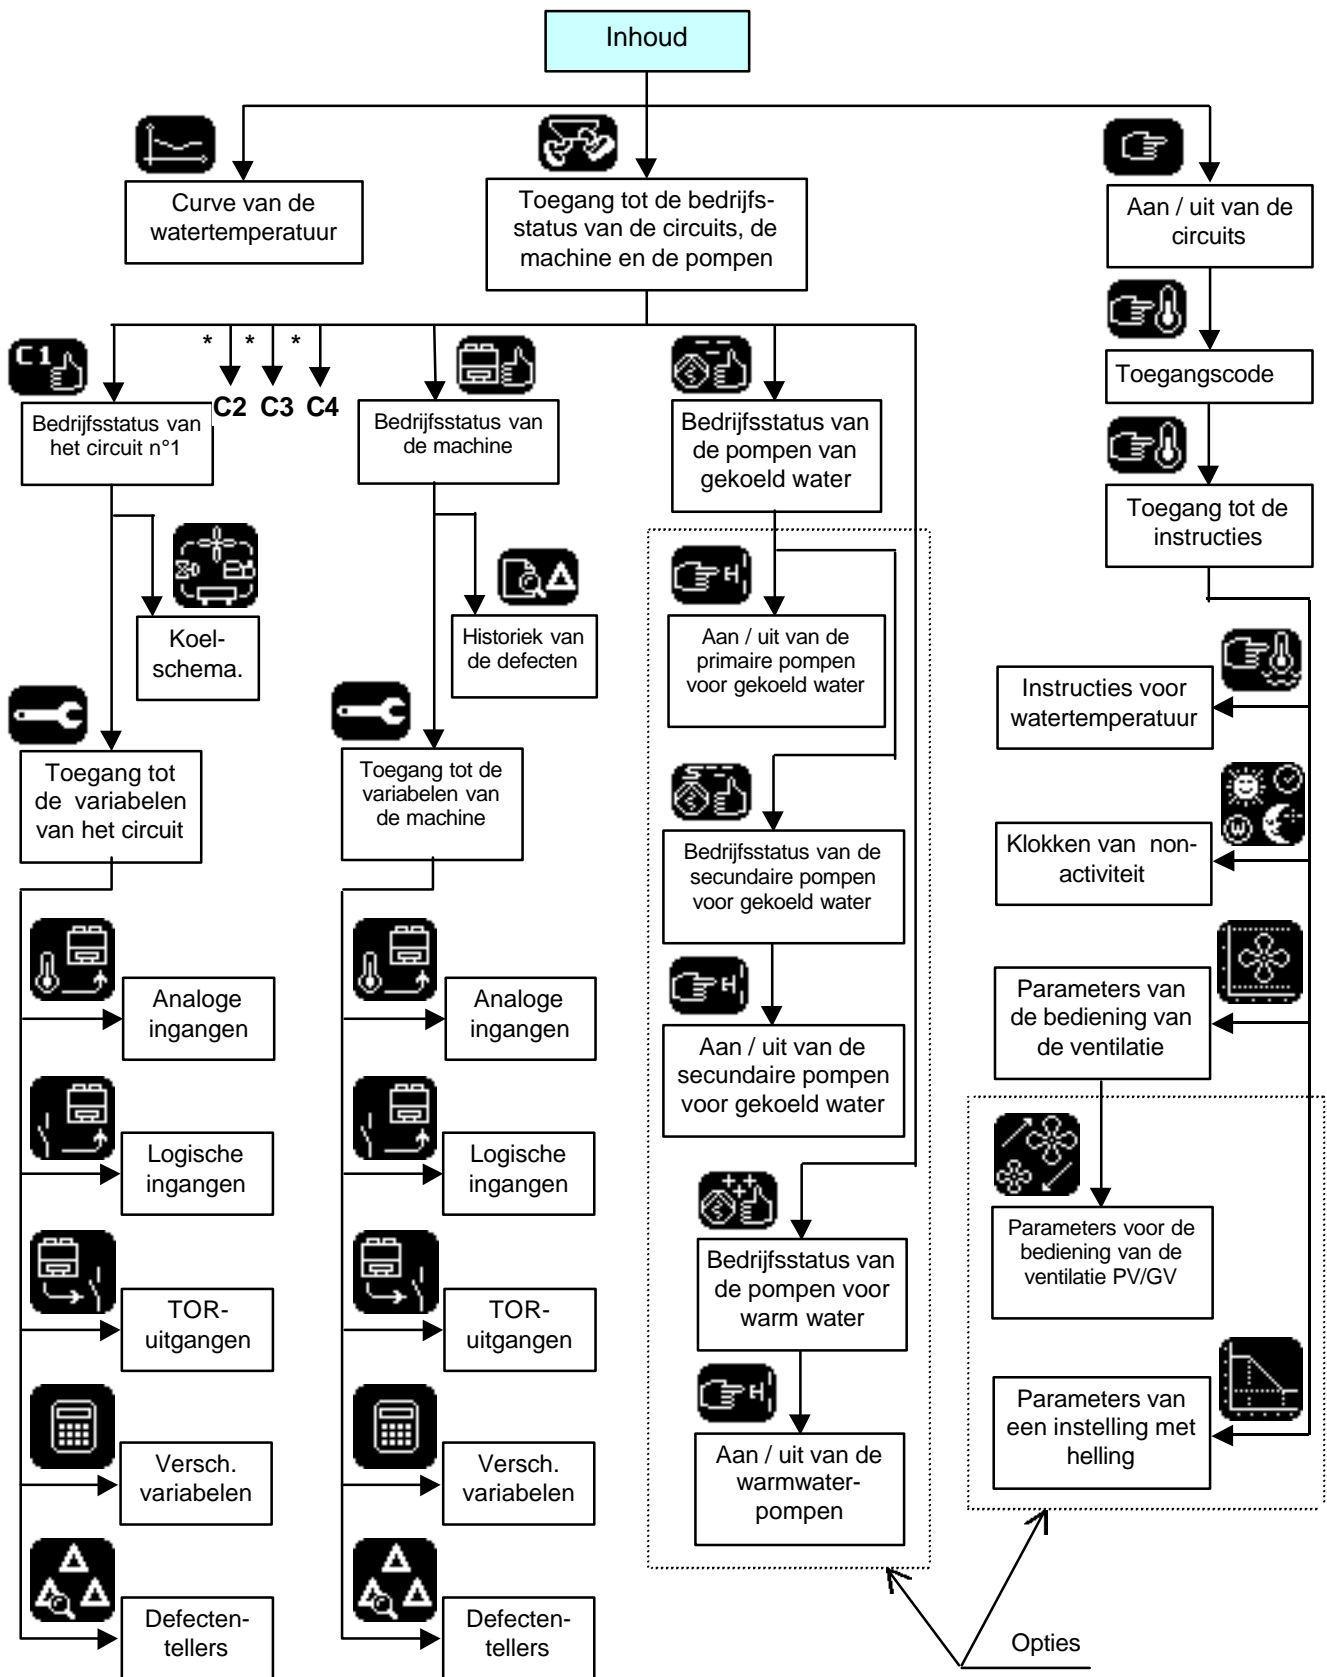 Inhoud
Curve van de
watertemperatuur
Toegang tot de bedrijfs-
status van de circuits, de
machine en de pompen
Aan / uit van de
circuits
Toegangscode
Toegang tot de
instructies
* * *
C2 C3 C4
C1
Bedrijfsstatus van
het circuit n°1
Bedrijfsstatus van
de machine
Bedrijfsstatus van
de pompen van
gekoeld water
Koel-
schema.
Historiek van
de defecten
Aan / uit van de
primaire pompen
voor gekoeld water
Instructies voor
watertemperatuur
Toegang tot
de variabelen
van het circuit
Toegang tot de
variabelen van
de machine
Bedrijfsstatus van de
secundaire pompen
voor gekoeld water
Klokken van non-
activiteit
Analoge
ingangen
Analoge
ingangen
Aan / uit van de
secundaire pompen
voor gekoeld water
Parameters van
de bediening van
de ventilatie
Logische
ingangen
Logische
ingangen
Bedrijfsstatus van
de pompen voor
warm water
Parameters voor de
bediening van de
ventilatie PV/GV
TOR-
uitgangen
TOR-
uitgangen
Aan / uit van de
warmwater-
pompen
Parameters van
een instelling met
helling
Versch.
variabelen
Versch.
variabelen
Defecten-
tellers
Defecten-
tellers
Opties